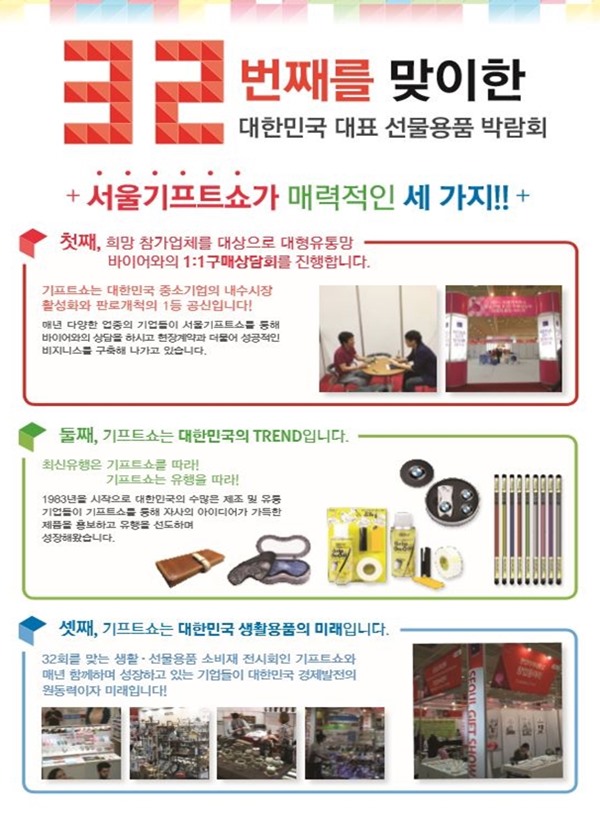 32 번째를 맞이한
대한민국 대표 선물용품 박람회
+ 서울기프트쇼가 매력적인 세 가지!! +
첫째, 희망 참가업체를 대상으로 대형유통망
바이어와의 1:1구매상담회를 진행합니다.
기프트쇼는 대한민국 중소기업의 내수시장
활성화와 판로개척의 1등 공신입니다!
매년 다양한 업종의 기업들이 서울기프트쇼를 통해
바이어와의 상담을 하시고 현장계약과 더불어 성공적인
비지니스를 구축해 나가고 있습니다.
둘째, 기프트쇼는 대한민국의 TREND입니다.
최신유행은 기프트쇼를 따라!
기프트쇼는 유행을 따라!
1983년을 시작으로 대한민국의 수많은 제조 및 유통
기업들이 기프트쇼를 통해 자사의 아이디어가 가득한
제품을 홍보하고 유행을 선도하며
성장해왔습니다.
셋째, 기프트쇼는 대한민국 생활용품의 미래입니다.
32회를 맞는 생활·선물용품 소비재 전시회인 기프트쇼와
매년 함께하며 성장하고 있는 기업들이 대한민국 경제발전의
원동력이자 미래입니다!
SEOUL GIFT SHOW